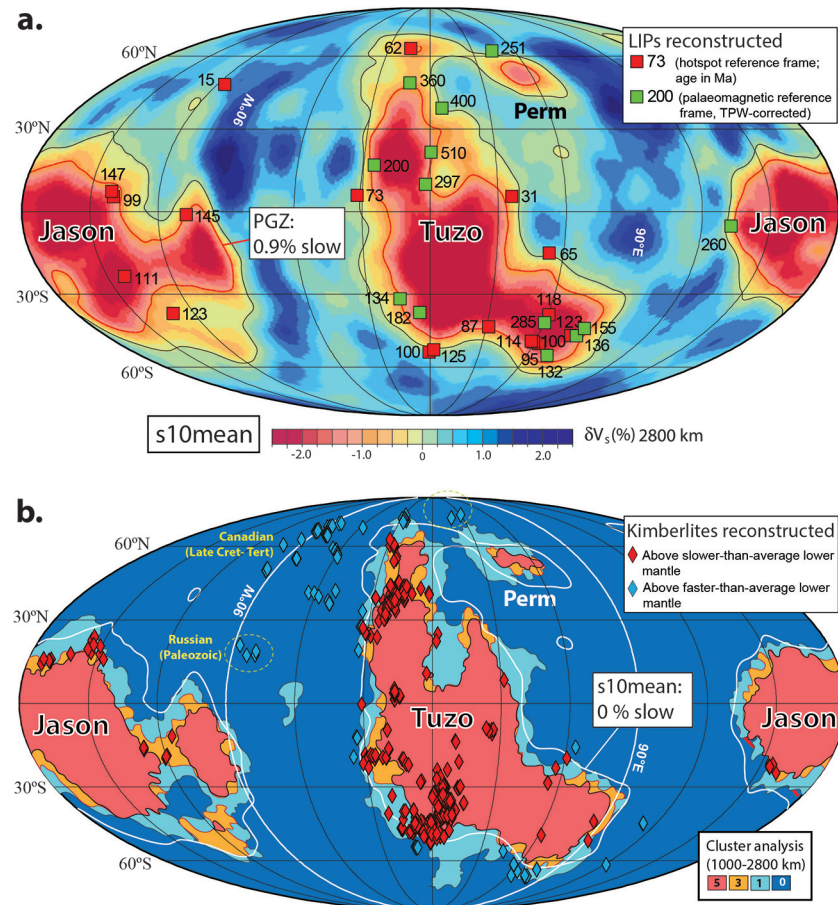 a.
LIPs reconstructed
73 (hotspot reference frame;
age in Ma)
200 (palaeomagnetic reference
frame, TPW-corrected)
60ºN
62
251
15
90ºW
360
400
Perm
30ºN
510
200
147
99
297
73
31
145
PGZ:
0.9% slow
Jason
Tuzo
Jason
90ºE
260
65
111
30ºS
134
118
123
182
285
123
155
87
114
100
136
100
125
95
132
60ºS
s10mean
-2.0
-1.0
0
1.0
2.0
δVs (%) 2800 km
b.
Kimberlites reconstructed
Above slower-than-average lower
mantle
Above faster-than-average lower
mantle
Canadian
(Late Cret- Tert)
60ºN
90ºW
Perm
30ºN
Russian
(Paleozoic)
s10mean:
0 % slow
Jason
Tuzo
Jason
90ºE
30ºS
60ºS
Cluster analysis
(1000-2800 km)
5 3 1 0